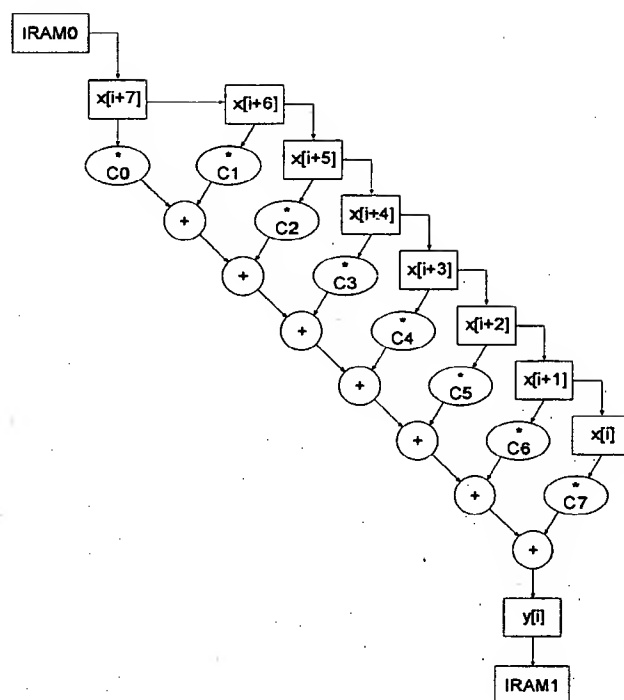 IRAM0
x[i+7]
x[i+6]
x[i+5]
x[i+4]
x[i+3]
x[i+2]
x[i+1]
x[i]
*
C0
*
C1
*
C2
*
C3
*
C4
*
C5
*
C6
*
C7
+
+
+
+
+
+
+
y[i]
IRAM1